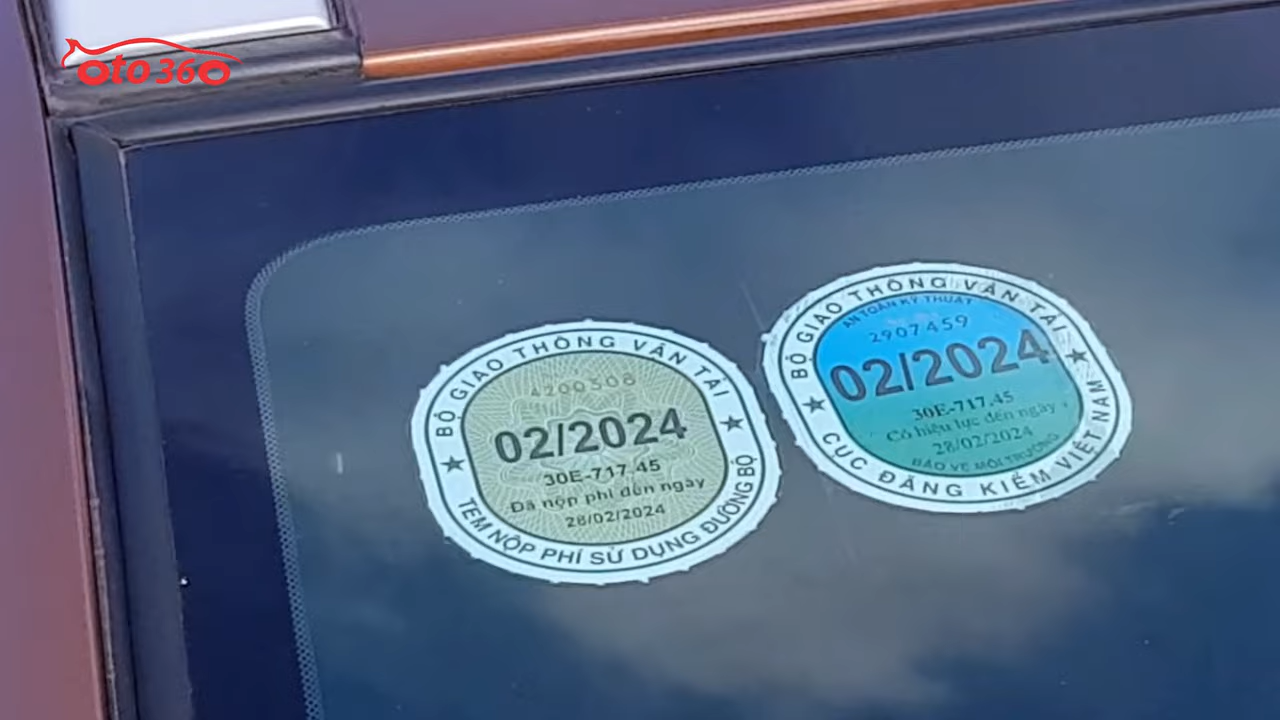 oto360
BỘ GIAO THÔNG VẬN TẢI
4200308
02/2024
30E-717.45
Đã nộp phí đến ngày
28/02/2024
TEM NỘP PHÍ SỬ DỤNG ĐƯỜNG BỘ
BỘ GIAO THÔNG VẬN TẢI
AN TOÀN KỸ THUẬT
2907459
02/2024
30E-717.45
Có hiệu lực đến ngày
28/02/2024
BẢO VỆ MÔI TRƯỜNG
CỤC ĐĂNG KIỂM VIỆT NAM